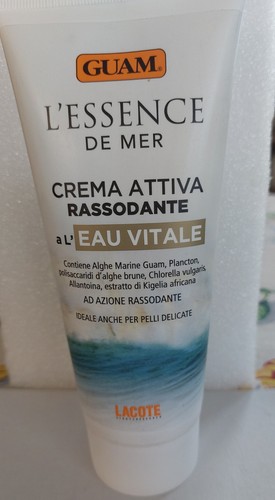 GUAM
L'ESSENCE
DE MER
CREMA ATTIVA
RASSODANTE
a L' EAU VITALE
Contiene Alghe Marine Guam, Plancton,
polisaccaridi d'alghe brune, Chlorella vulgaris,
Allantoina, estratto di Kigelia africana
AD AZIONE RASSODANTE
IDEALE ANCHE PER PELLI DELICATE
LACOTE